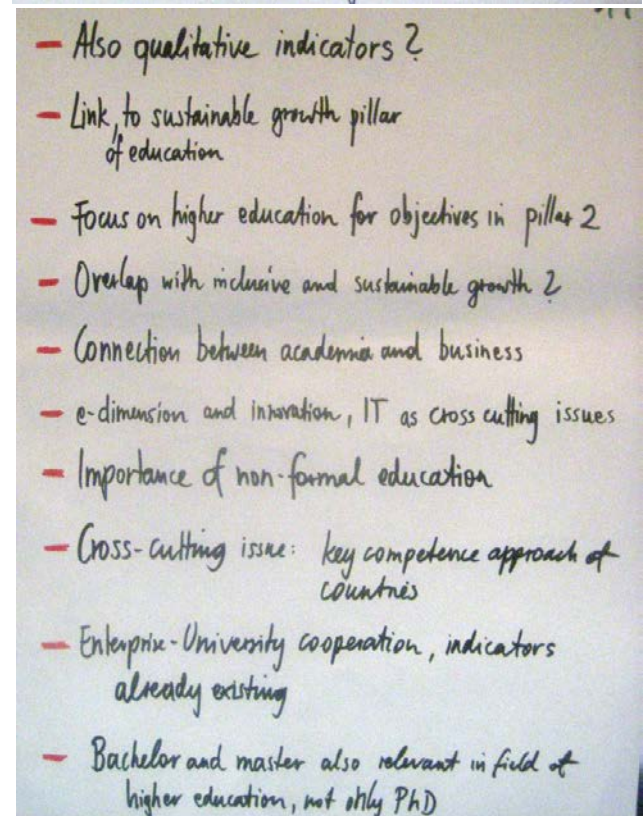 - Also qualitative indicators?
- Link, to sustainable growth pillar
of education
- Focus on higher education for objectives in pillar 2
- Overlap with inclusive and sustainable growth?
- Connection between academia and business
- e-dimension and innovation, IT as cross cutting issues
- Importance of non-formal education
- Cross-cutting issue: key competence approach of
countries
- Enterprise-University cooperation, indicators
already existing
- Bachelor and master also relevant in field of
higher education, not only PhD